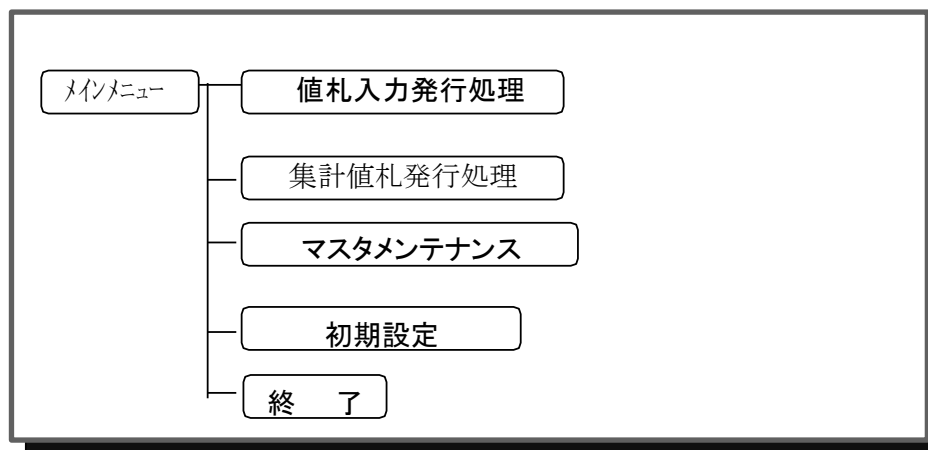 ﾒｲﾝﾒﾆｭｰ
値札入力発行処理
集計値札発行処理
マスタメンテナンス
初期設定
終　了